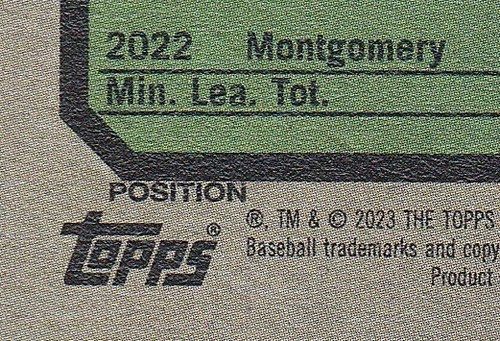 2022 Montgomery
Min. Lea. Tot.
POSITION
TOPPS®
®, TM & © 2023 THE TOPPS
Baseball trademarks and copy
Product